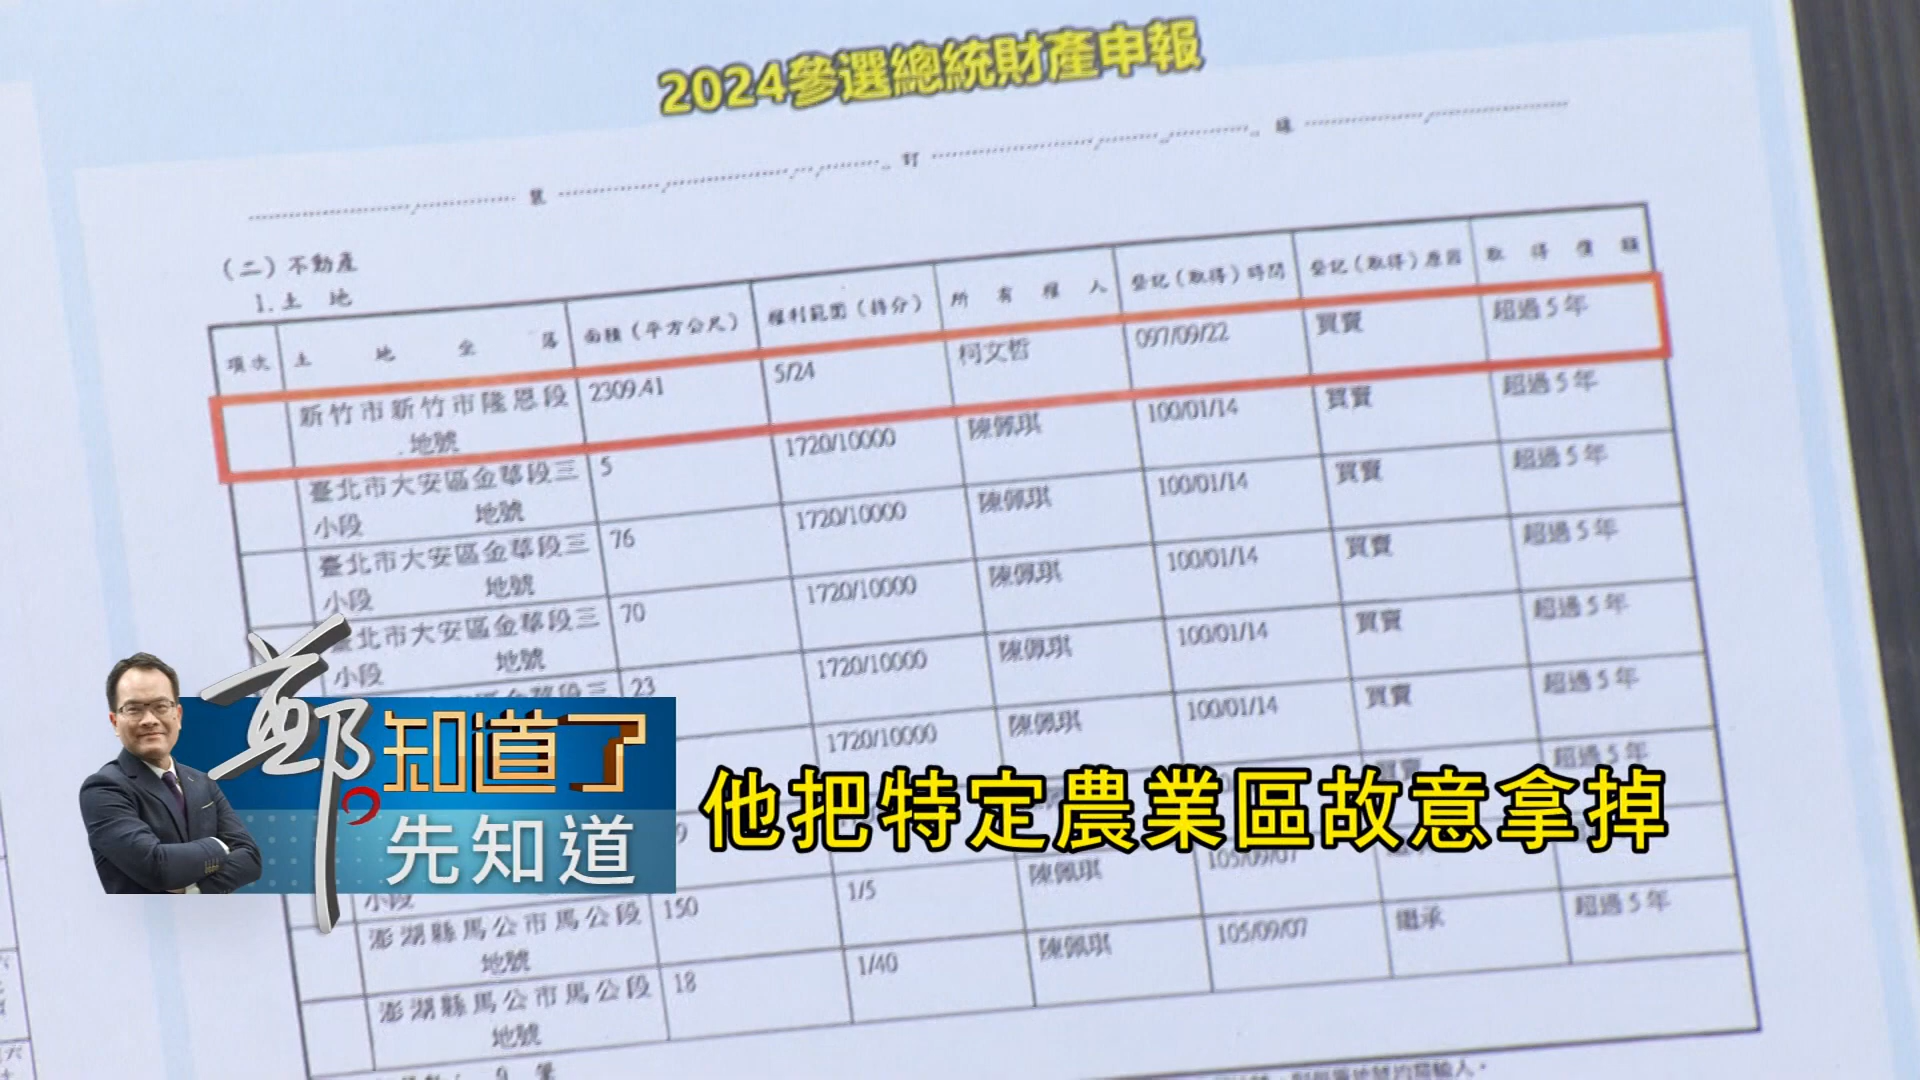 2024參選總統財產申報
裝 訂 線
(二)不動產
1.土 地
項次 土地坐落 面積(平方公尺) 權利範圍(持分) 所有權人 登記(取得)時間 登記(取得)原因 取得價額
新竹市新竹市隆恩段 地號 2309.41 5/24 柯文哲 097/09/22 買賣 超過5年
臺北市大安區金華段三小段 地號 5 1720/10000 陳佩琪 100/01/14 買賣 超過5年
臺北市大安區金華段三小段 地號 76 1720/10000 陳佩琪 100/01/14 買賣 超過5年
臺北市大安區金華段三小段 地號 70 1720/10000 陳佩琪 100/01/14 買賣 超過5年
23 1720/10000 陳佩琪 100/01/14 買賣 超過5年
1720/10000 陳佩琪 100/01/14 買賣 超過5年
超過5年
小段
澎湖縣馬公市馬公段 地號 150 1/5 陳佩琪 105/09/07
超過5年
澎湖縣馬公市馬公段 地號 18 1/40 陳佩琪 105/09/07 繼承
鄭知道了
先知道
他把特定農業區故意拿掉